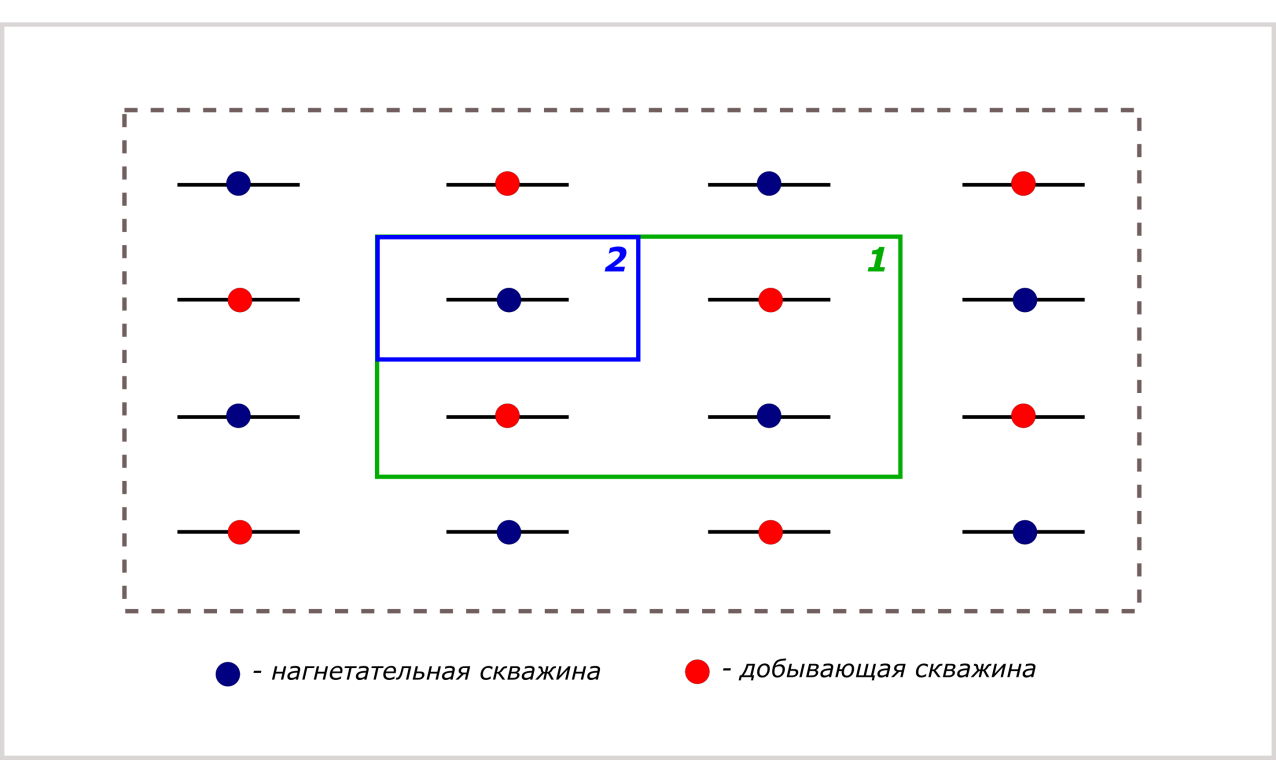 2
1
- нагнетательная скважина
- добывающая скважина